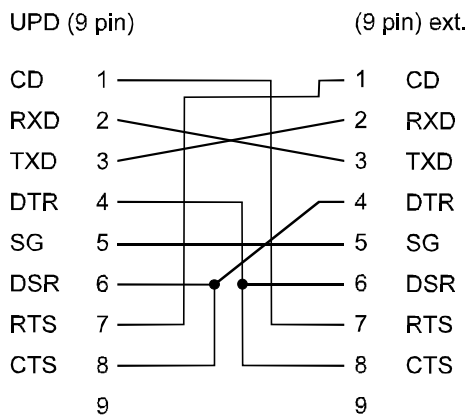 UPD (9 pin) (9 pin) ext.
CD 1 1 CD
RXD 2 2 RXD
TXD 3 3 TXD
DTR 4 4 DTR
SG 5 5 SG
DSR 6 6 DSR
RTS 7 7 RTS
CTS 8 8 CTS
9 9